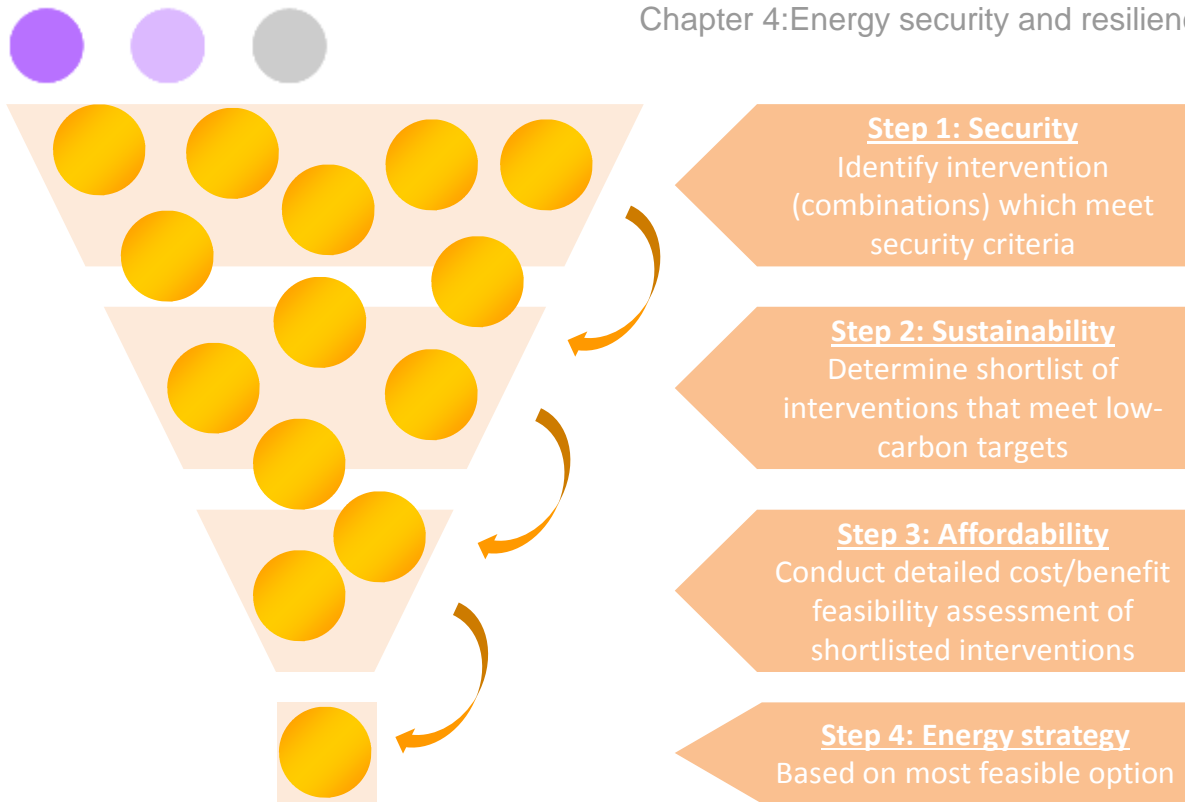 Chapter 4:Energy security and resilienc
Step 1: Security
Identify intervention
(combinations) which meet
security criteria
Step 2: Sustainability
Determine shortlist of
interventions that meet low-
carbon targets
Step 3: Affordability
Conduct detailed cost/benefit
feasibility assessment of
shortlisted interventions
Step 4: Energy strategy
Based on most feasible option